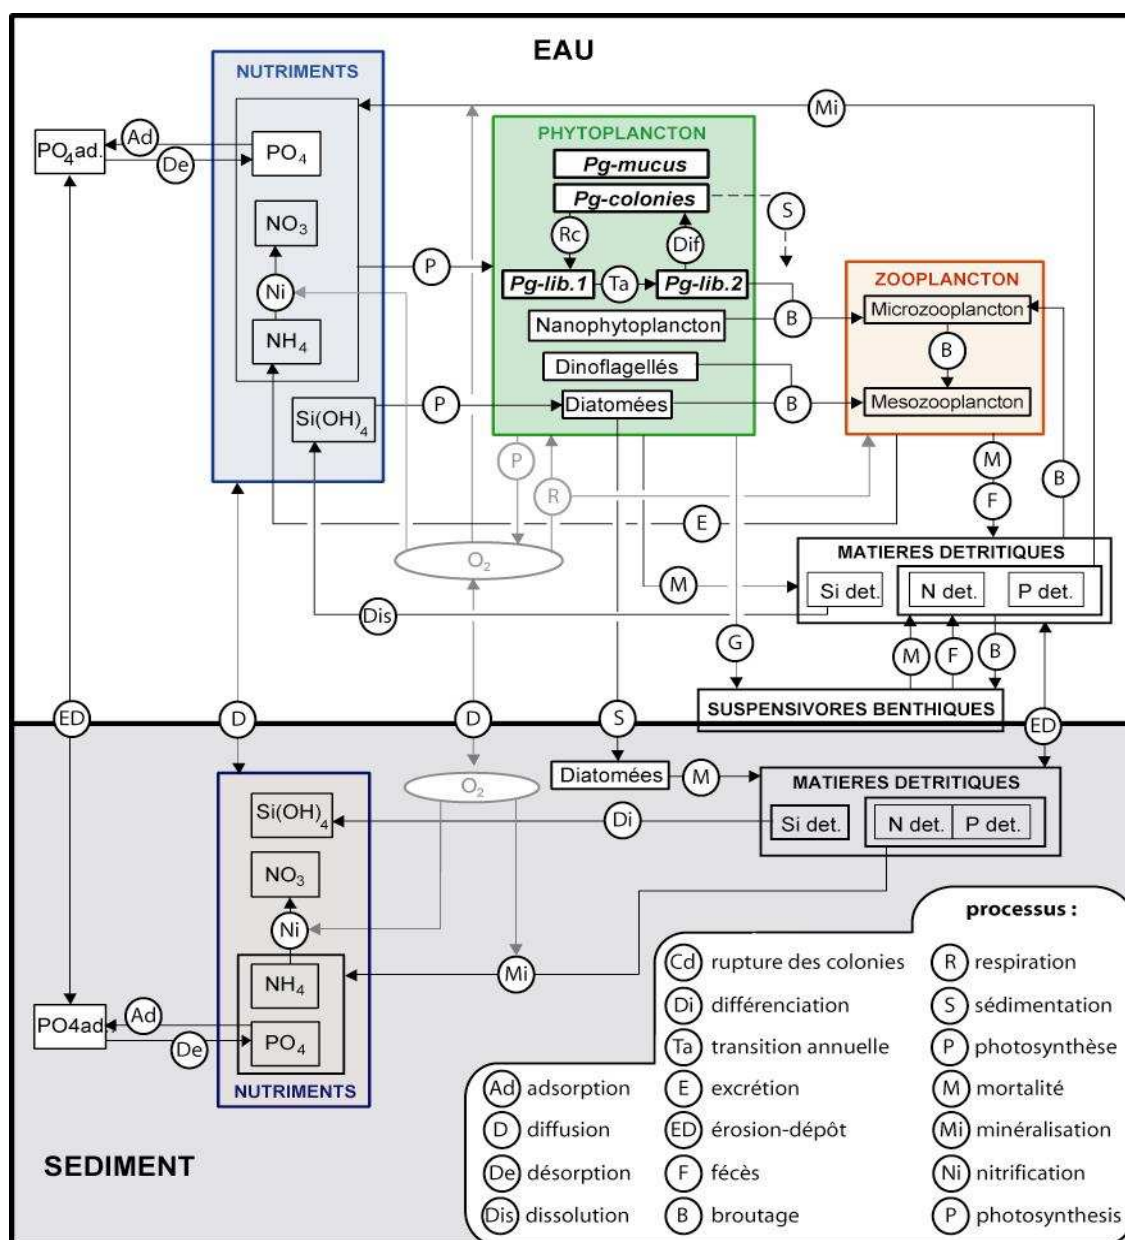 EAU
NUTRIMENTS
PO4ad.
Ad
De
PO4
NO3
Ni
NH4
Si(OH)4
P
P
Mi
PHYTOPLANCTON
Pg-mucus
Pg-colonies
S
Rc
Dif
Pg-lib.1
Ta
Pg-lib.2
B
Nanophytoplancton
Dinoflagellés
Diatomées
B
ZOOPLANCTON
Microzooplancton
B
Mesozooplancton
P
R
M
F
B
E
O2
MATIERES DETRITIQUES
Si det.
N det.
P det.
M
Dis
G
M
F
B
SUSPENSIVORES BENTHIQUES
ED
D
D
S
ED
Diatomées
M
O2
MATIERES DETRITIQUES
Si det.
N det.
P det.
Di
Si(OH)4
NO3
Ni
NH4
Mi
PO4ad.
Ad
De
PO4
NUTRIMENTS
SEDIMENT
processus :
Ad adsorption
D diffusion
De désorption
Dis dissolution
Cd rupture des colonies
Di différenciation
Ta transition annuelle
E excrétion
ED érosion-dépôt
F fécès
B broutage
R respiration
S sédimentation
P photosynthèse
M mortalité
Mi minéralisation
Ni nitrification
P photosynthesis